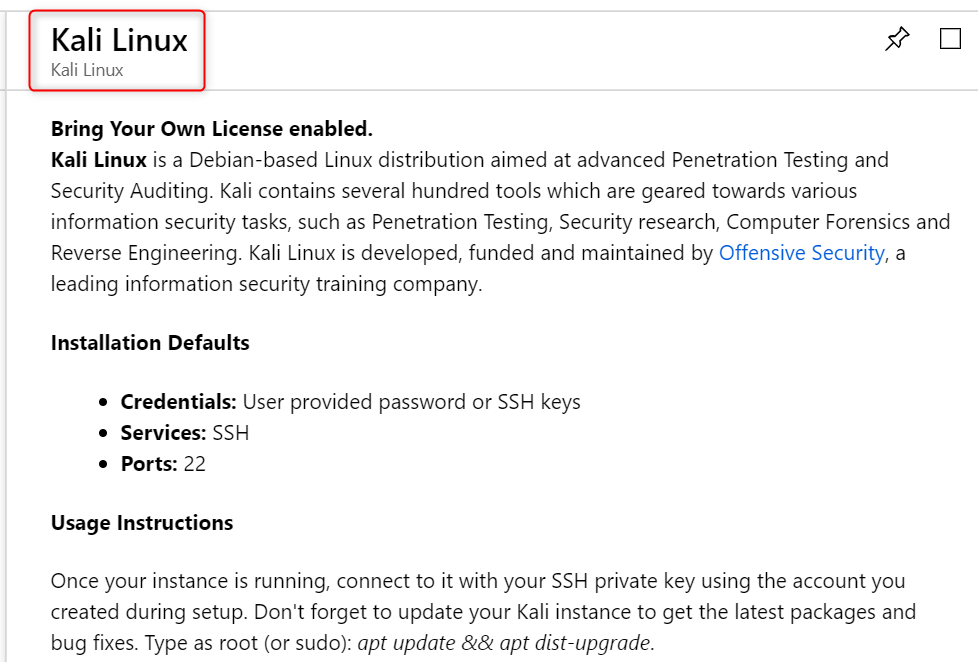 Kali Linux
Kali Linux
Bring Your Own License enabled.
Kali Linux is a Debian-based Linux distribution aimed at advanced Penetration Testing and
Security Auditing. Kali contains several hundred tools which are geared towards various
information security tasks, such as Penetration Testing, Security research, Computer Forensics and
Reverse Engineering. Kali Linux is developed, funded and maintained by Offensive Security, a
leading information security training company.
Installation Defaults
• Credentials: User provided password or SSH keys
• Services: SSH
• Ports: 22
Usage Instructions
Once your instance is running, connect to it with your SSH private key using the account you
created during setup. Don't forget to update your Kali instance to get the latest packages and
bug fixes. Type as root (or sudo): apt update && apt dist-upgrade.